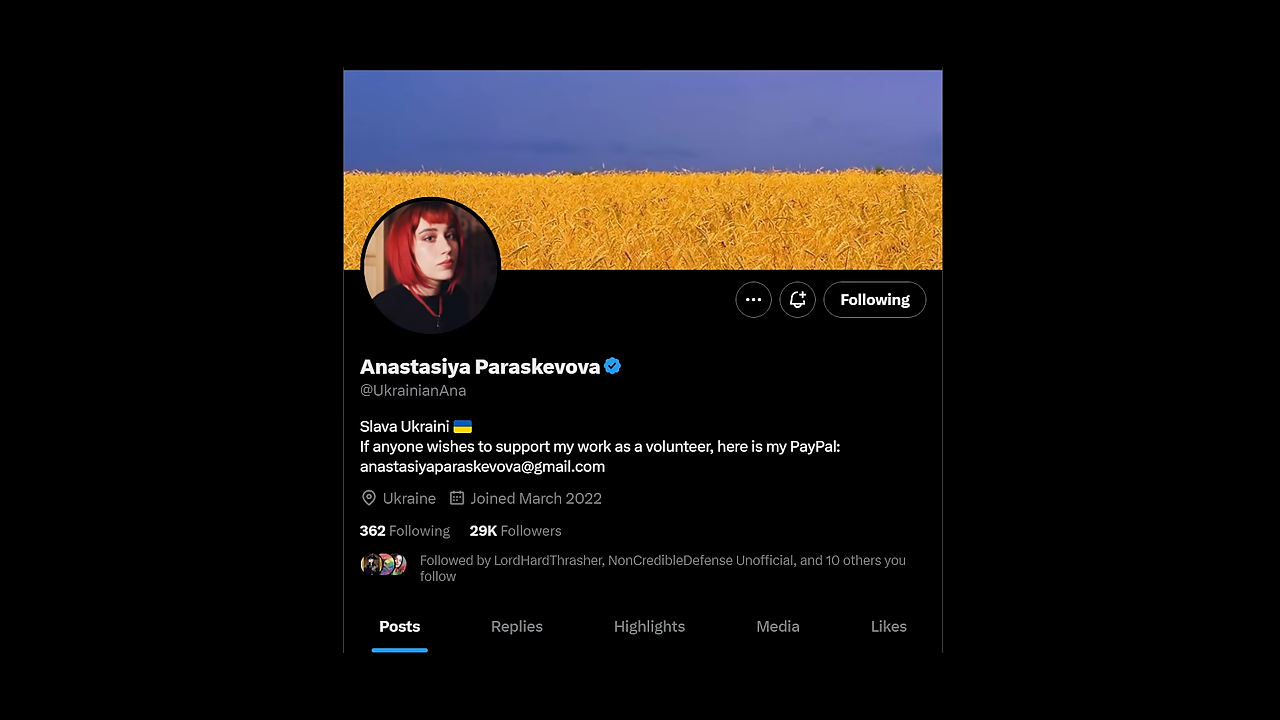 Following
Anastasiya Paraskevova
@UkrainianAna
Slava Ukraini 🇺🇦
If anyone wishes to support my work as a volunteer, here is my PayPal:
anastasiyaparaskevova@gmail.com
Ukraine Joined March 2022
362 Following 29K Followers
Followed by LordHardThrasher, NonCredibleDefense Unofficial, and 10 others you
follow
Posts Replies Highlights Media Likes